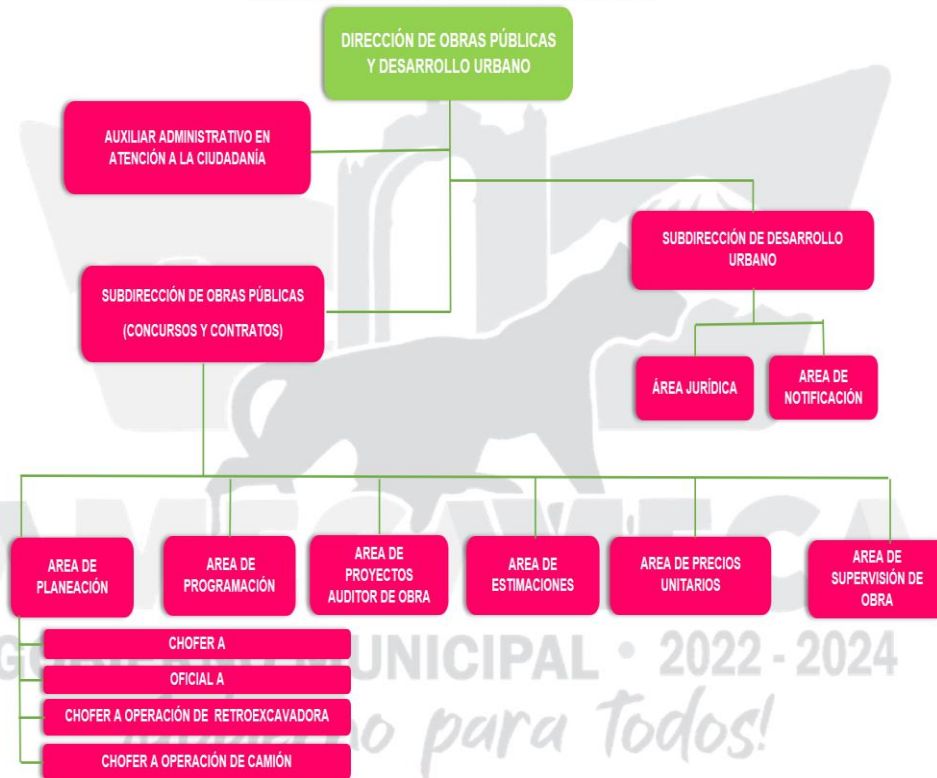 DIRECCIÓN DE OBRAS PÚBLICAS
Y DESARROLLO URBANO
AUXILIAR ADMINISTRATIVO EN
ATENCIÓN A LA CIUDADANÍA
SUBDIRECCIÓN DE DESARROLLO
URBANO
SUBDIRECCIÓN DE OBRAS PÚBLICAS
(CONCURSOS Y CONTRATOS)
ÁREA JURÍDICA
AREA DE
NOTIFICACIÓN
AREA DE
PLANEACIÓN
AREA DE
PROGRAMACIÓN
AREA DE
PROYECTOS
AUDITOR DE OBRA
AREA DE
ESTIMACIONES
AREA DE PRECIOS
UNITARIOS
AREA DE
SUPERVISIÓN DE
OBRA
CHOFER A
OFICIAL A
CHOFER A OPERACIÓN DE RETROEXCAVADORA
CHOFER A OPERACIÓN DE CAMIÓN
MUNICIPAL • 2022 - 2024
para Todos!